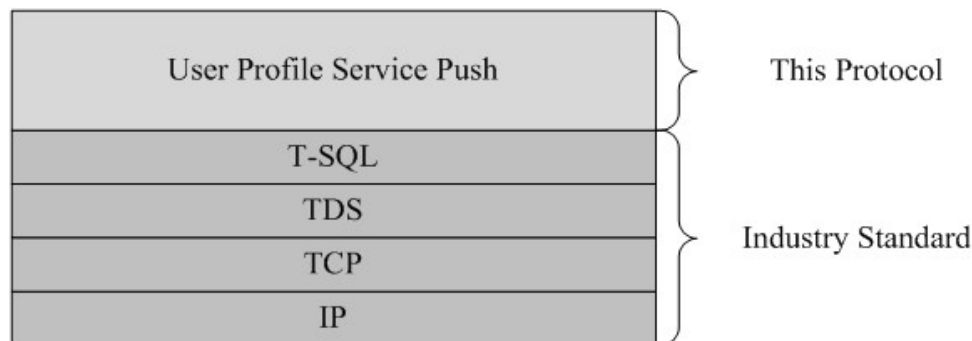 User Profile Service Push
This Protocol
T-SQL
TDS
TCP
IP
Industry Standard